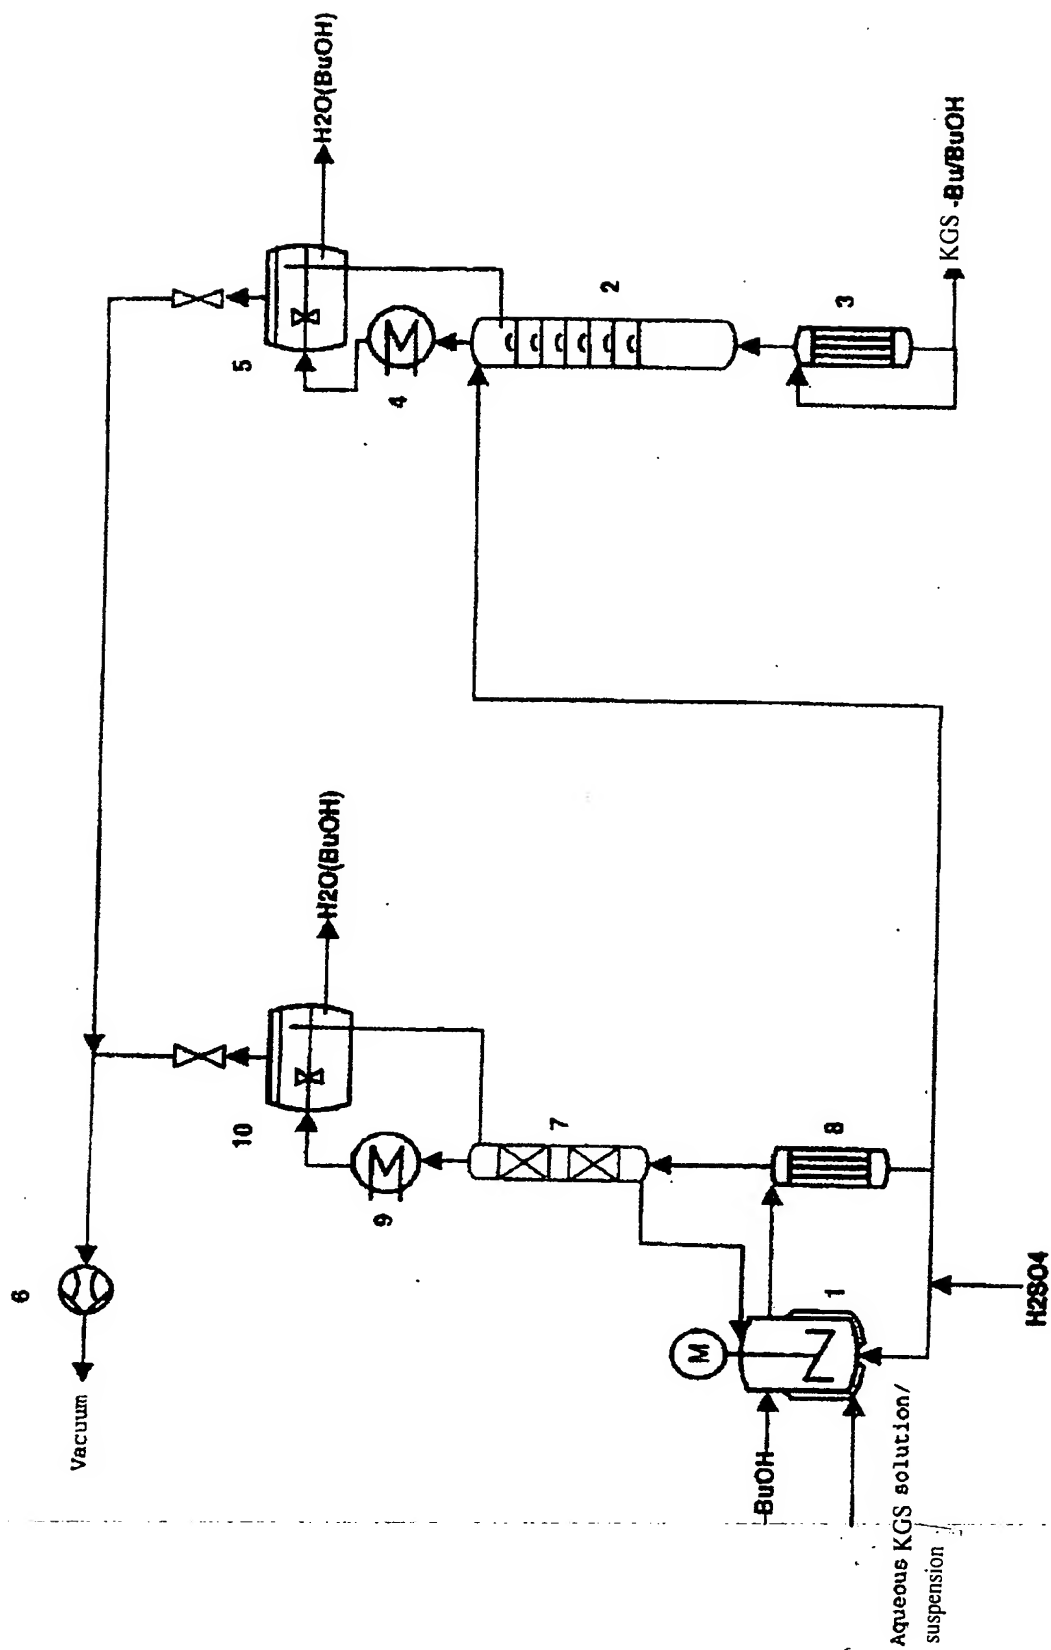 6
Vacuum
10
H2O(BuOH)
9
7
8
M
1
BuOH
Aqueous KGS solution/
suspension
H2SO4
5
H2O(BuOH)
4
2
3
KGS -Bu/BuOH